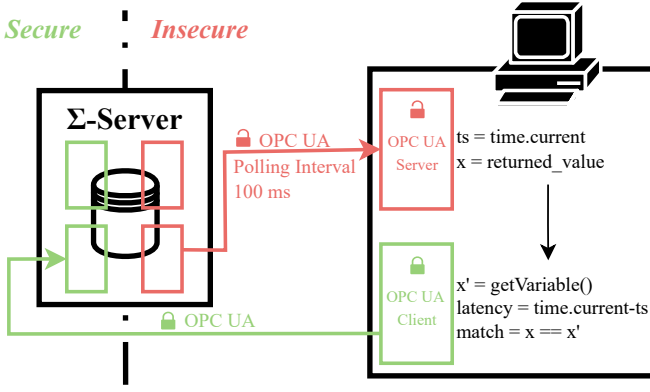 Secure
Insecure
Σ-Server
OPC UA
Polling Interval
100 ms
OPC UA
Server
ts = time.current
x = returned_value
OPC UA
Client
x' = getVariable()
latency = time.current-ts
match = x == x'
OPC UA